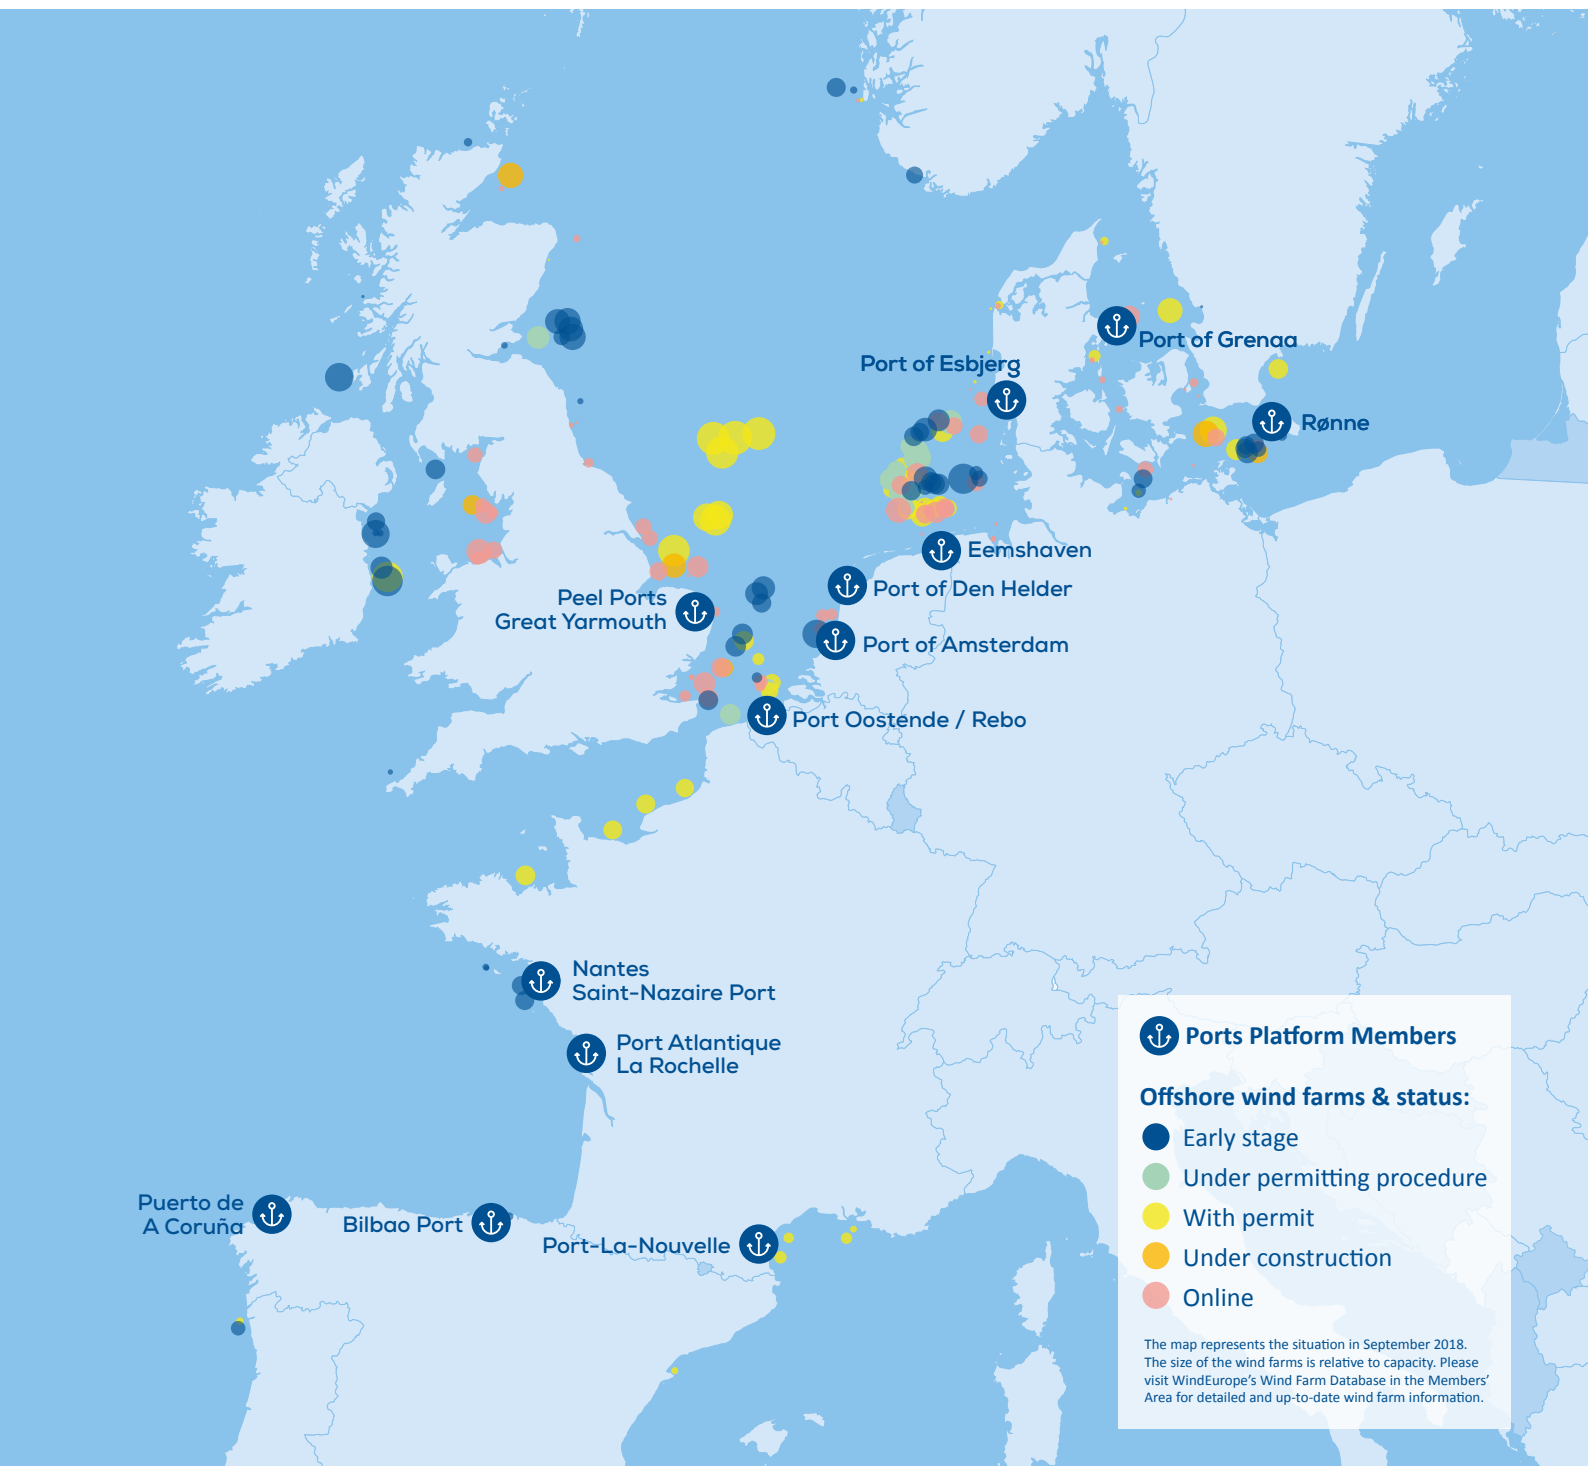 Port of Grenaa
Port of Esbjerg
Rønne
Eemshaven
Port of Den Helder
Peel Ports
Great Yarmouth
Port of Amsterdam
Port Oostende / Rebo
Nantes
Saint-Nazaire Port
Port Atlantique
La Rochelle
Puerto de
A Coruña
Bilbao Port
Port-La-Nouvelle
Ports Platform Members
Offshore wind farms & status:
Early stage
Under permitting procedure
With permit
Under construction
Online
The map represents the situation in September 2018.
The size of the wind farms is relative to capacity. Please
visit WindEurope's Wind Farm Database in the Members'
Area for detailed and up-to-date wind farm information.